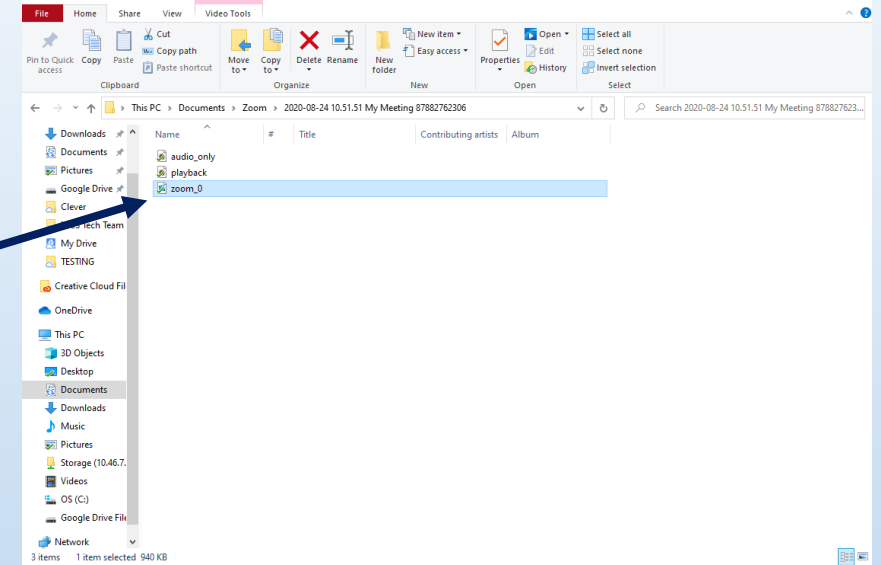 File Home Share View Video Tools
Pin to Quick access
Copy
Paste
Cut
Copy path
Paste shortcut
Clipboard
Move to
Copy to
Delete
Rename
Organize
New folder
New item
Easy access
New
Properties
Open
Edit
History
Open
Select all
Select none
Invert selection
Select
This PC > Documents > Zoom > 2020-08-24 10.51.51 My Meeting 87882762306
Search 2020-08-24 10.51.51 My Meeting 878827623...
Name # Title Contributing artists Album
audio_only
playback
zoom_0
Downloads
Documents
Pictures
Google Drive
Clever
Tech Team
My Drive
TESTING
Creative Cloud Fil
OneDrive
This PC
3D Objects
Desktop
Documents
Downloads
Music
Pictures
Storage (10.46.7.
Videos
OS (C:)
Google Drive File
Network
3 items 1 item selected 940 KB